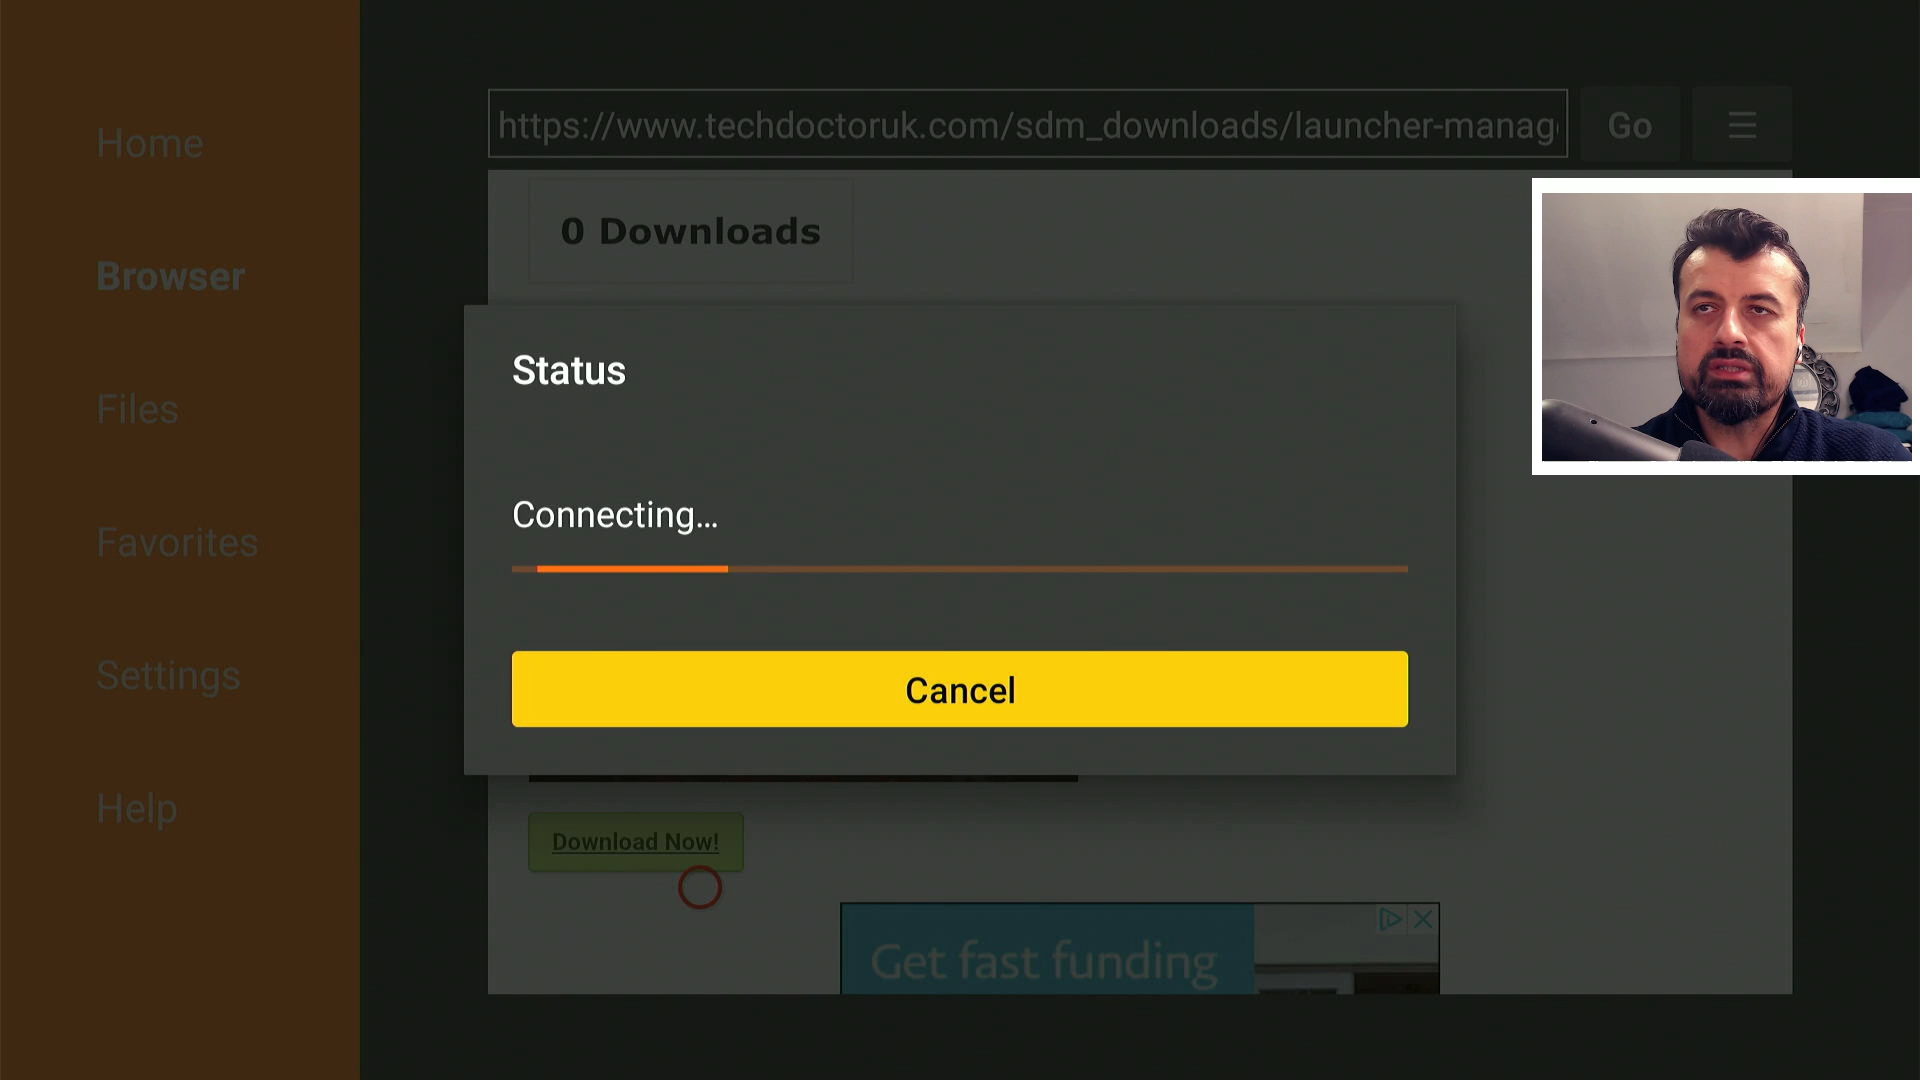 Home
Browser
Files
Favorites
Settings
Help
https://www.techdoctoruk.com/sdm_downloads/launcher-manag
Go
0 Downloads
Status
Connecting...
Cancel
Download Now!
Get fast funding